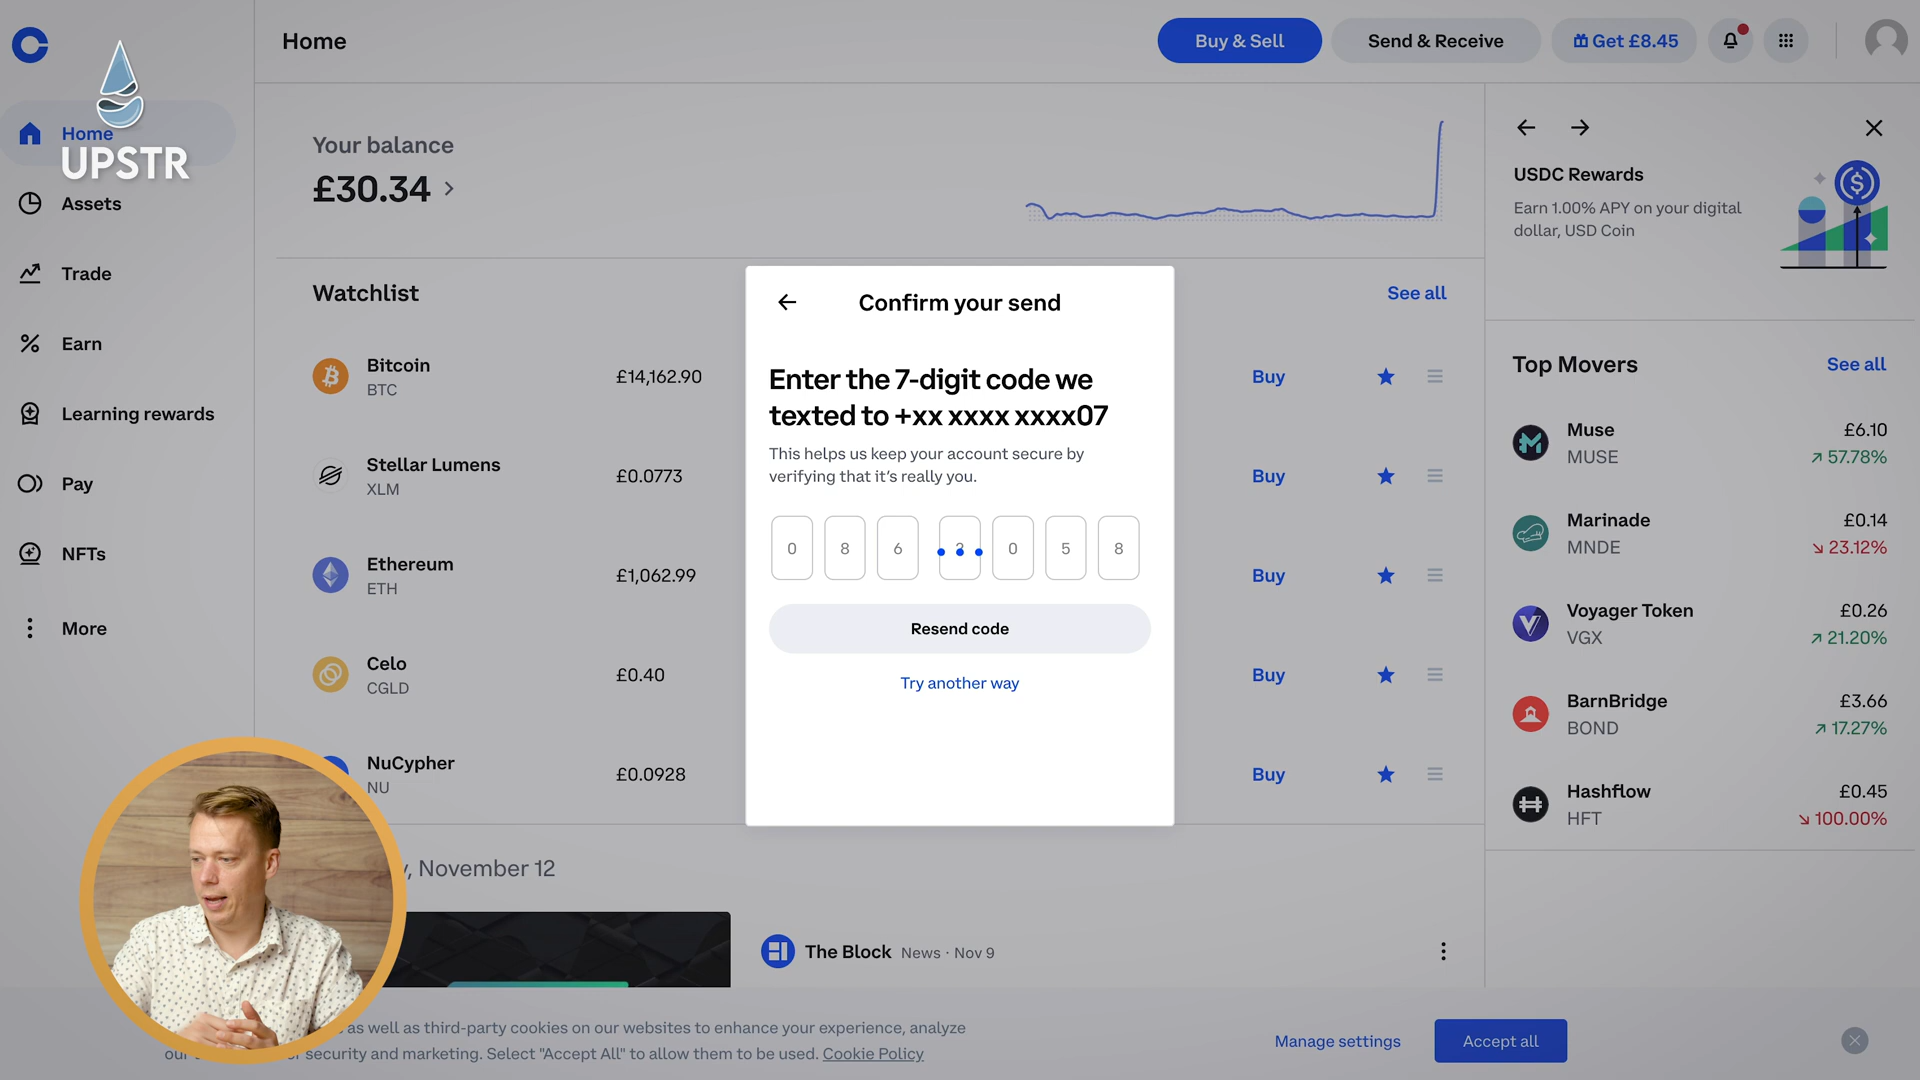 Home
Buy & Sell
Send & Receive
Get £8.45
Home
UPSTR
Assets
Trade
Earn
Learning rewards
Pay
NFTs
More
Your balance
£30.34
Watchlist
See all
Bitcoin
BTC
£14,162.90
Buy
Stellar Lumens
XLM
£0.0773
Buy
Ethereum
ETH
£1,062.99
Buy
Celo
CGLD
£0.40
Buy
NuCypher
NU
£0.0928
Buy
Confirm your send
Enter the 7-digit code we
texted to +xx xxxx xxxx07
This helps us keep your account secure by
verifying that it's really you.
0 8 6 0 5 8
Resend code
Try another way
USDC Rewards
Earn 1.00% APY on your digital
dollar, USD Coin
Top Movers
See all
Muse
£6.10
MUSE
57.78%
Marinade
£0.14
MNDE
23.12%
Voyager Token
£0.26
VGX
21.20%
BarnBridge
£3.66
BOND
17.27%
Hashflow
£0.45
HFT
100.00%
November 12
The Block News · Nov 9
as well as third-party cookies on our websites to enhance your experience, analyze
security and marketing. Select "Accept All" to allow them to be used. Cookie Policy
Manage settings
Accept all